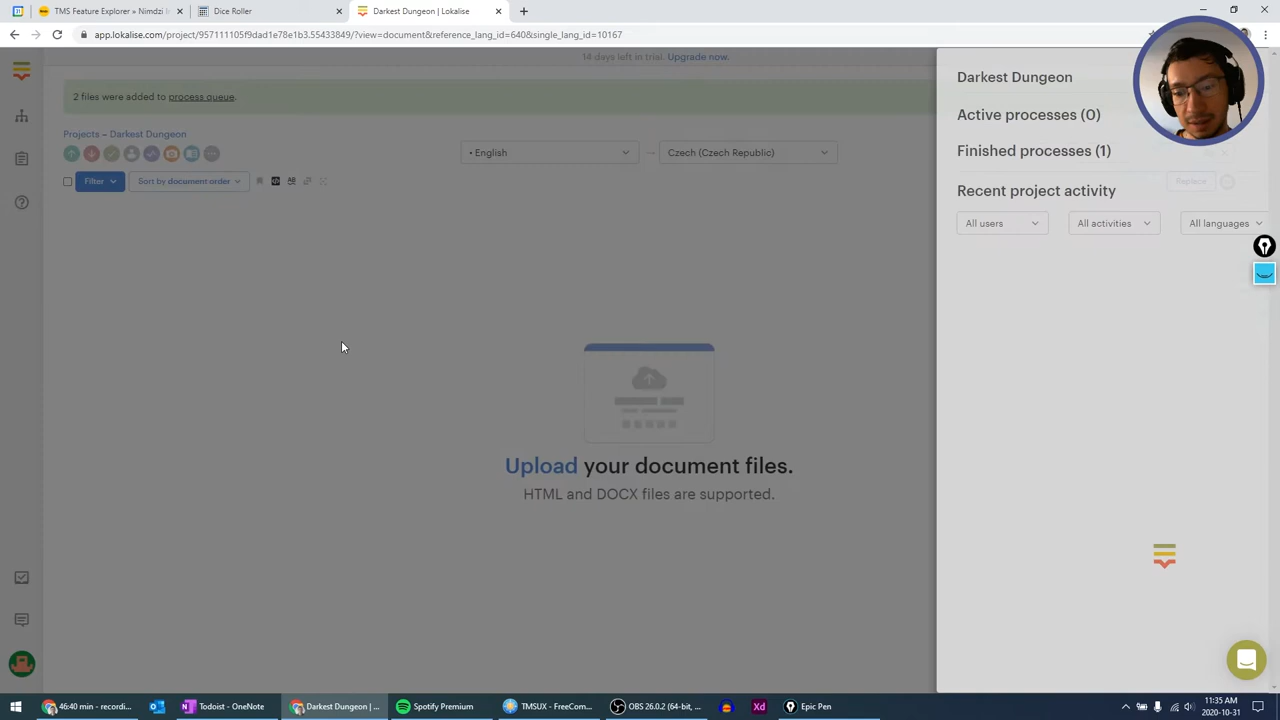 TMS Feature Explorer » Nimdzi I
Dice Roller
Darkest Dungeon | Lokalise
app.lokalise.com/project/957111105f9dad1e78e1b3.55433849/?view=document&reference_lang_id=640&single_lang_id=10167
14 days left in trial. Upgrade now.
2 files were added to process queue.
Projects – Darkest Dungeon
• English
Czech (Czech Republic)
Filter
Sort by document order
Replace
Darkest Dungeon
Active processes (0)
Finished processes (1)
Recent project activity
All users
All activities
All languages
Upload your document files.
HTML and DOCX files are supported.
46:40 min - recordi...
Todoist - OneNote
Darkest Dungeon | ...
Spotify Premium
TMSUX – FreeCom...
OBS 26.0.2 (64-bit, ...
Xd
Epic Pen
11:35 AM
2020-10-31